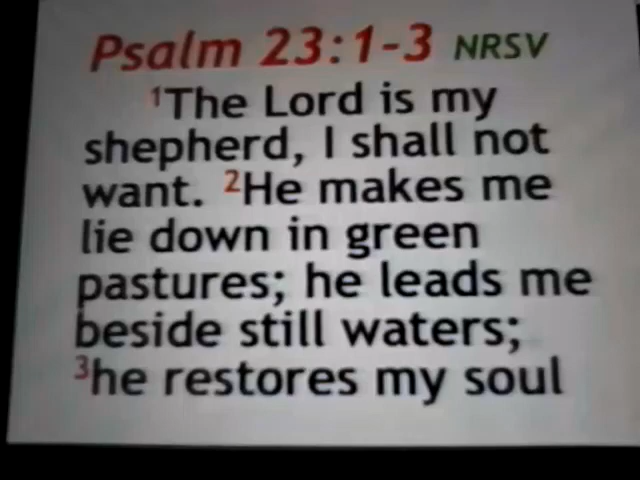 Psalm 23:1-3 NRSV
¹The Lord is my
shepherd, I shall not
want. ²He makes me
lie down in green
pastures; he leads me
beside still waters;
³he restores my soul